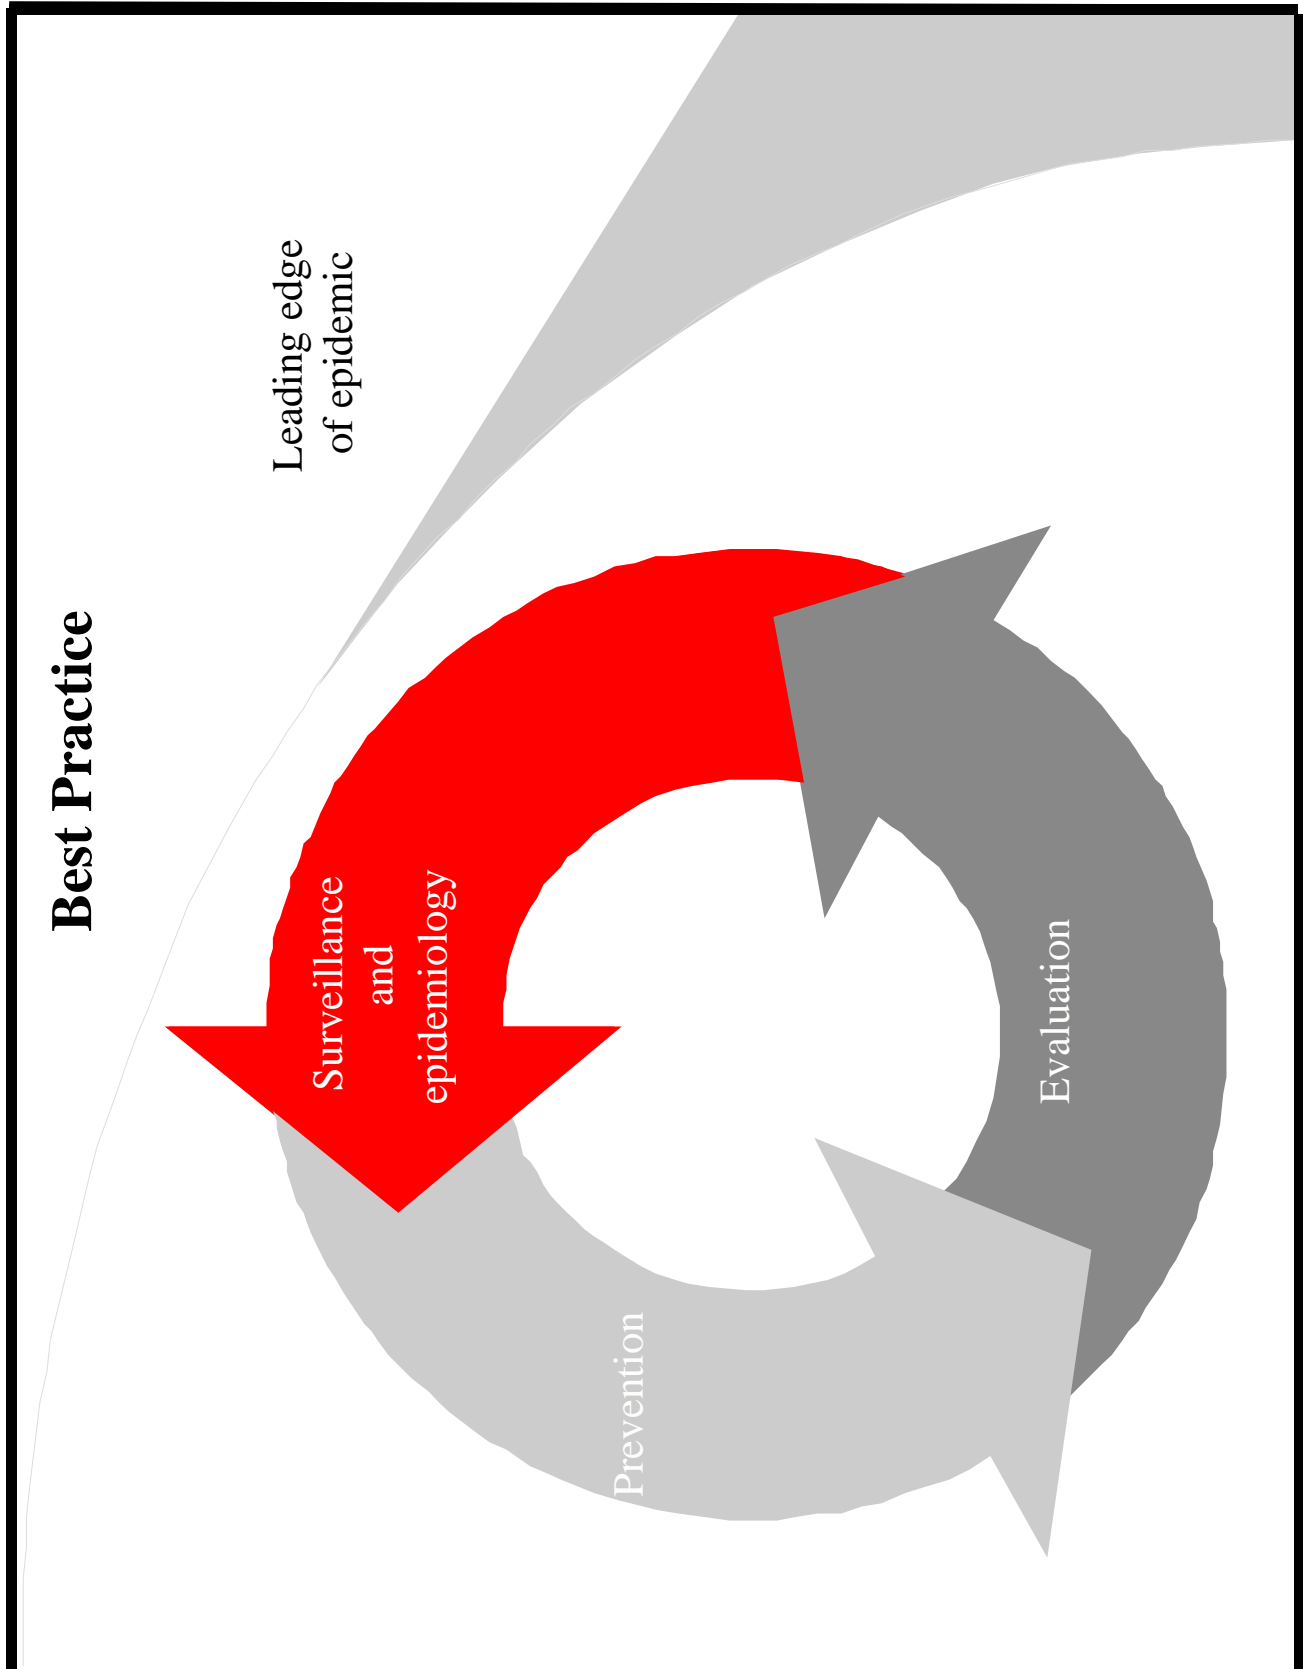 Best Practice
Leading edge
of epidemic
Surveillance
and
epidemiology
Prevention
Evaluation